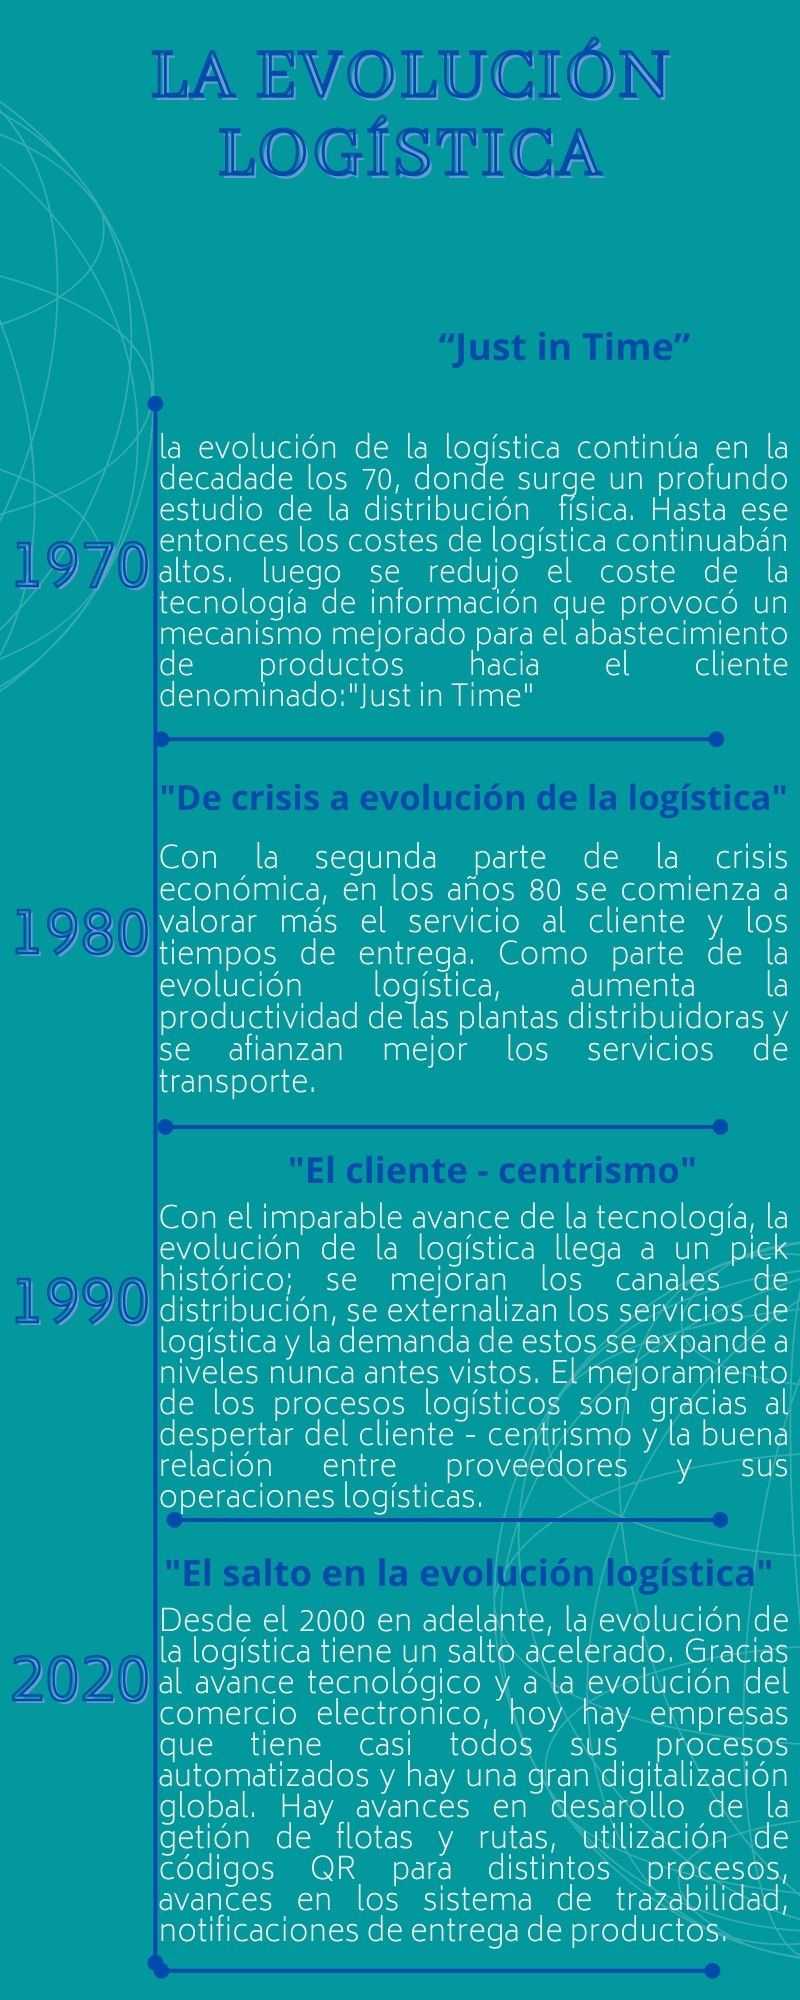 LA EVOLUCIÓN
LOGÍSTICA
“Just in Time”
la evolución de la logística continúa en la
decadade los 70, donde surge un profundo
estudio de la distribución física. Hasta ese
entonces los costes de logística continuabán
altos. luego se redujo el coste de la
tecnología de información que provocó un
mecanismo mejorado para el abastecimiento
de productos hacia el cliente
denominado:"Just in Time"
1970
"De crisis a evolución de la logística"
Con la segunda parte de la crisis
económica, en los años 80 se comienza a
valorar más el servicio al cliente y los
tiempos de entrega. Como parte de la
evolución logística, aumenta la
productividad de las plantas distribuidoras y
se afianzan mejor los servicios de
transporte.
1980
"El cliente - centrismo"
Con el imparable avance de la tecnología, la
evolución de la logística llega a un pick
histórico; se mejoran los canales de
distribución, se externalizan los servicios de
logística y la demanda de estos se expande a
niveles nunca antes vistos. El mejoramiento
de los procesos logísticos son gracias al
despertar del cliente - centrismo y la buena
relación entre proveedores y sus
operaciones logísticas.
1990
"El salto en la evolución logística"
Desde el 2000 en adelante, la evolución de
la logística tiene un salto acelerado. Gracias
al avance tecnológico y a la evolución del
comercio electronico, hoy hay empresas
que tiene casi todos sus procesos
automatizados y hay una gran digitalización
global. Hay avances en desarollo de la
getión de flotas y rutas, utilización de
códigos QR para distintos procesos,
avances en los sistema de trazabilidad,
notificaciones de entrega de productos.
2020